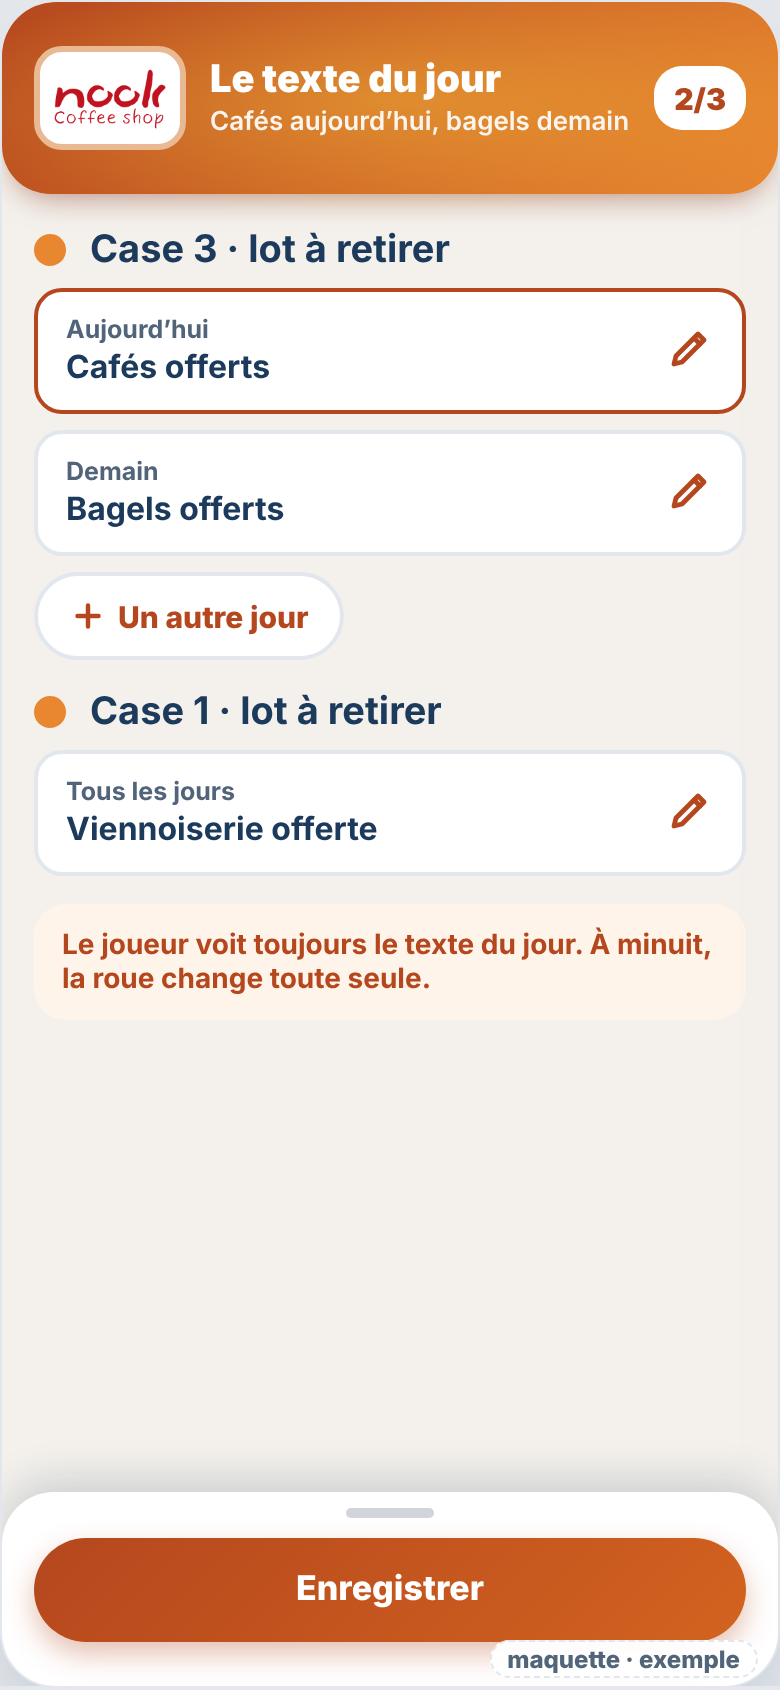 nook
Coffee shop
Le texte du jour
Cafés aujourd’hui, bagels demain
2/3
Case 3 · lot à retirer
Aujourd’hui
Cafés offerts
Demain
Bagels offerts
+ Un autre jour
Case 1 · lot à retirer
Tous les jours
Viennoiserie offerte
Le joueur voit toujours le texte du jour. À minuit,
la roue change toute seule.
Enregistrer
maquette · exemple